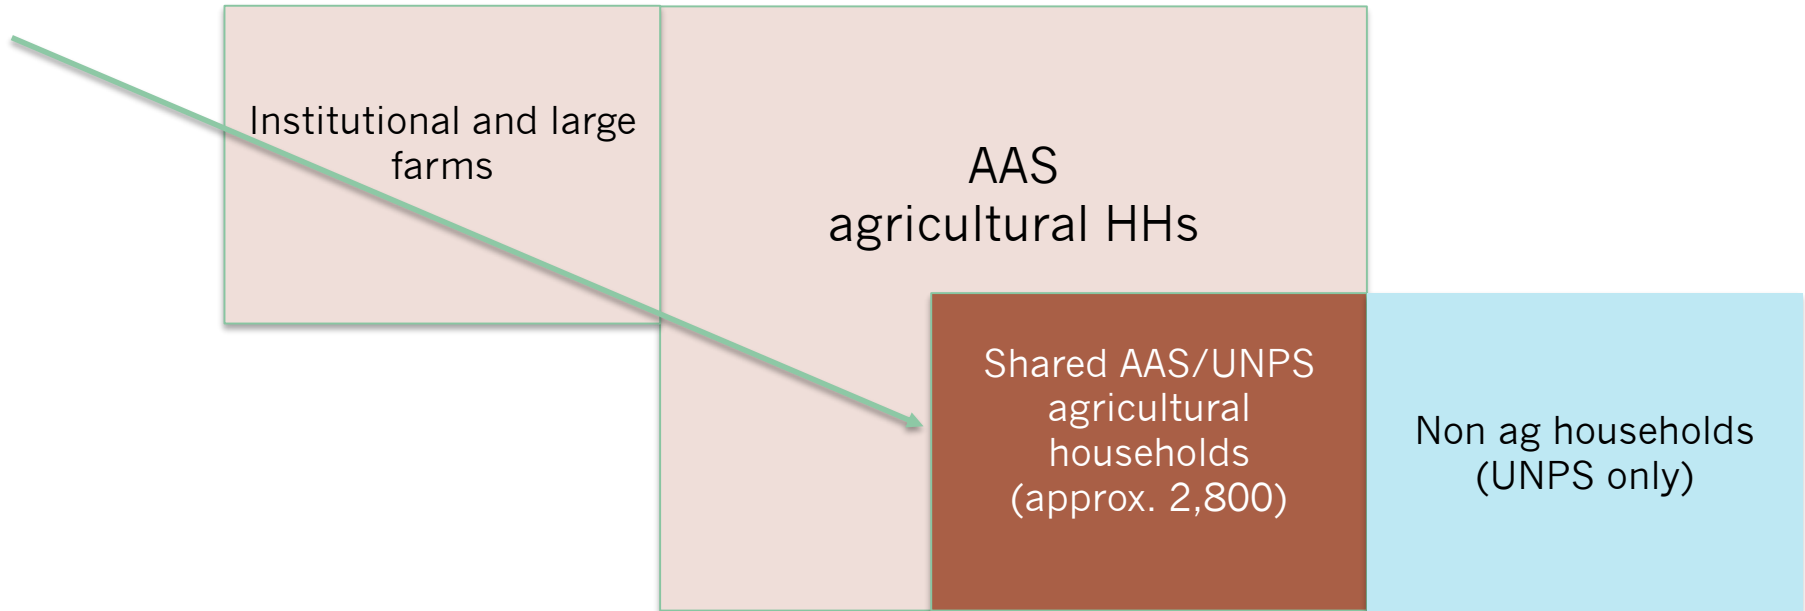 Institutional and large
farms
AAS
agricultural HHs
Shared AAS/UNPS
agricultural
households
(approx. 2,800)
Non ag households
(UNPS only)